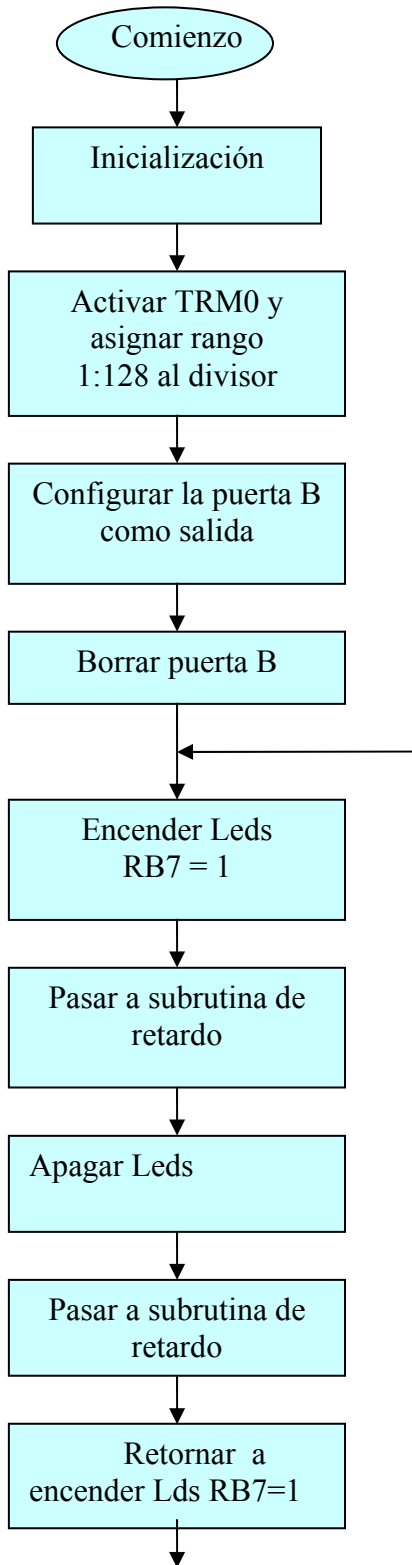 Comienzo
Inicialización
Activar TRM0 y
asignar rango
1:128 al divisor
Configurar la puerta B
como salida
Borrar puerta B
Encender Leds
RB7 = 1
Pasar a subrutina de
retardo
Apagar Leds
Pasar a subrutina de
retardo
Retornar a
encender Lds RB7=1